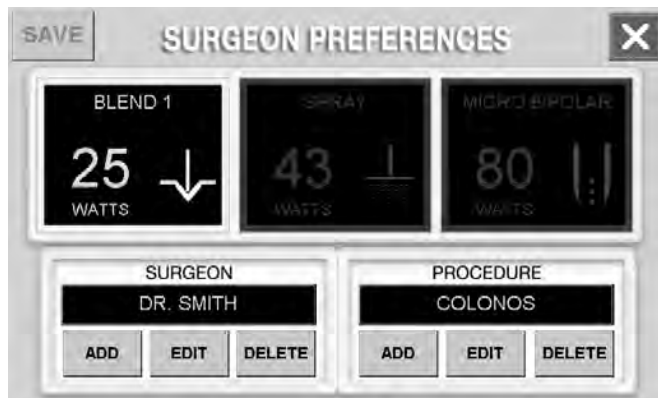 SAVE
SURGEON PREFERENCES
BLEND 1
25
WATTS
SPRAY
43
WATTS
MICRO BIPOLAR
80
WATTS
SURGEON
DR. SMITH
ADD EDIT DELETE
PROCEDURE
COLONOS
ADD EDIT DELETE